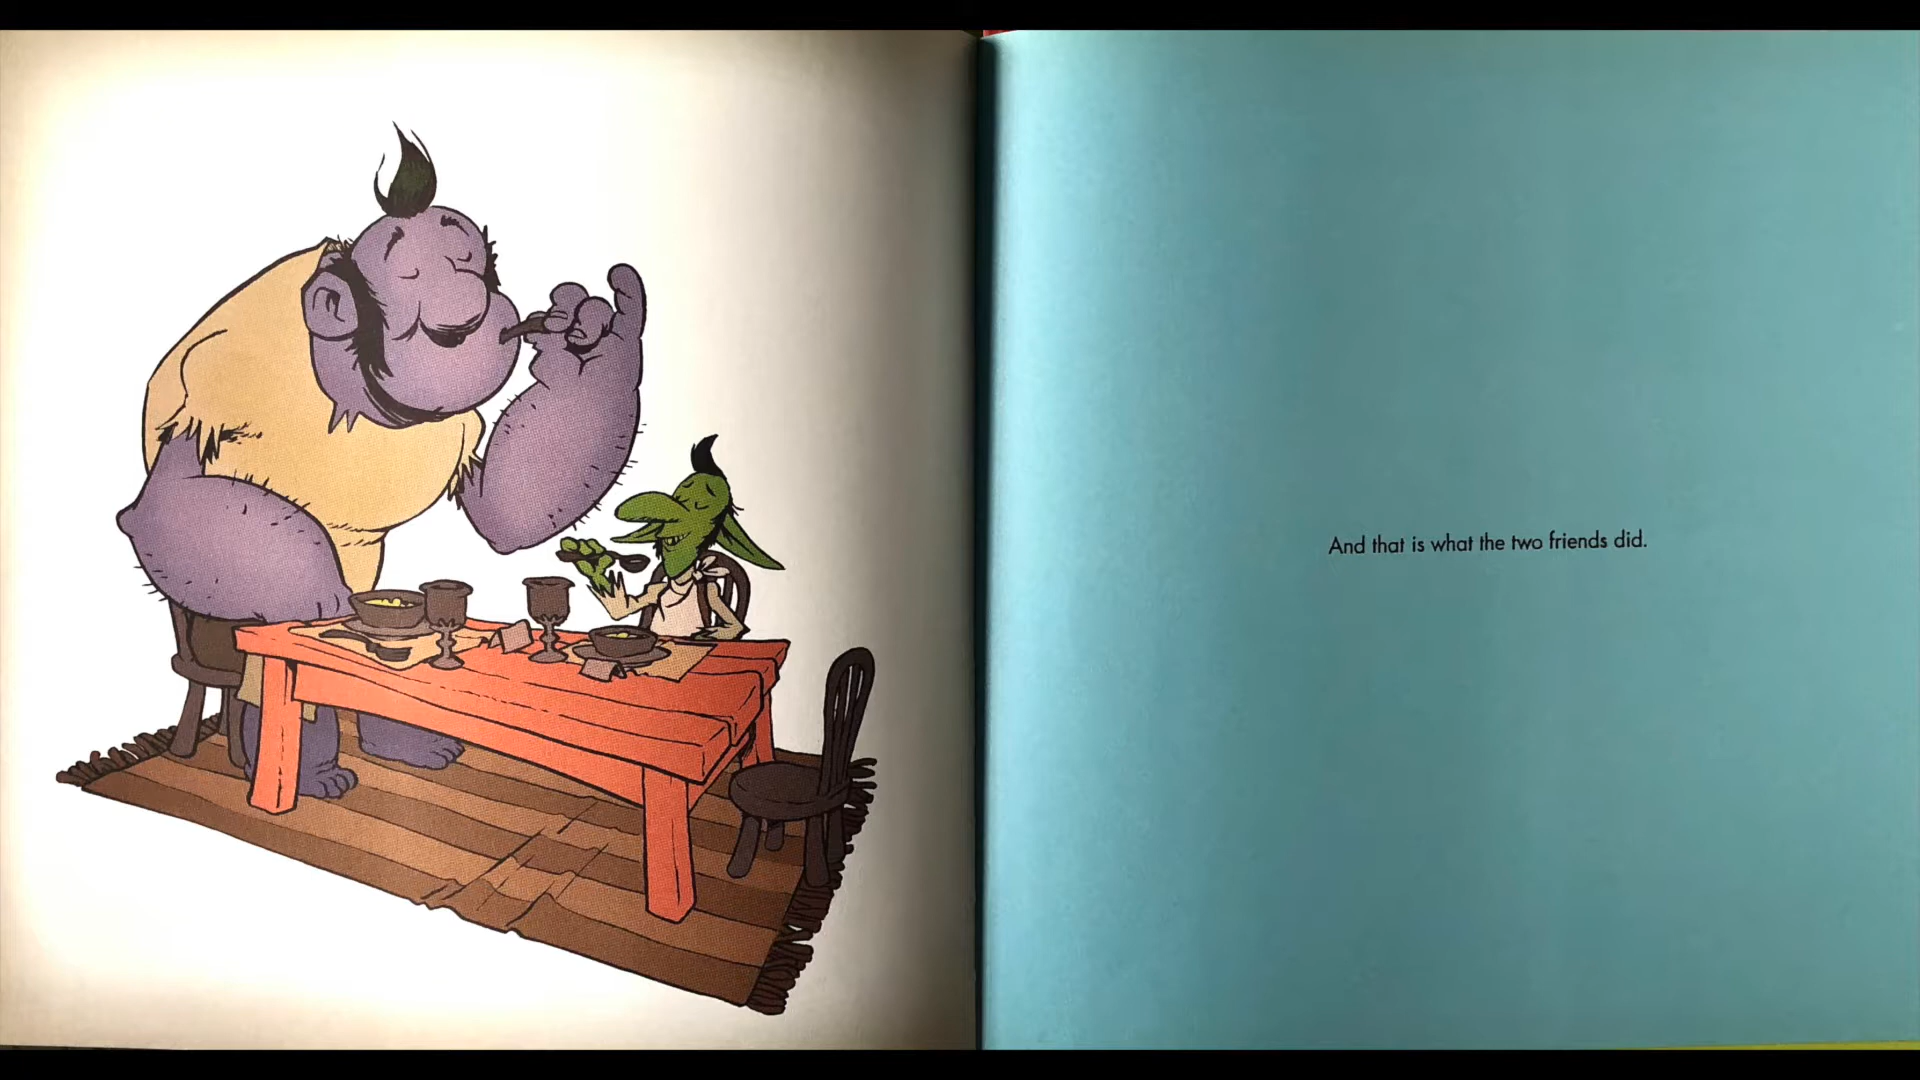 And that is what the two friends did.